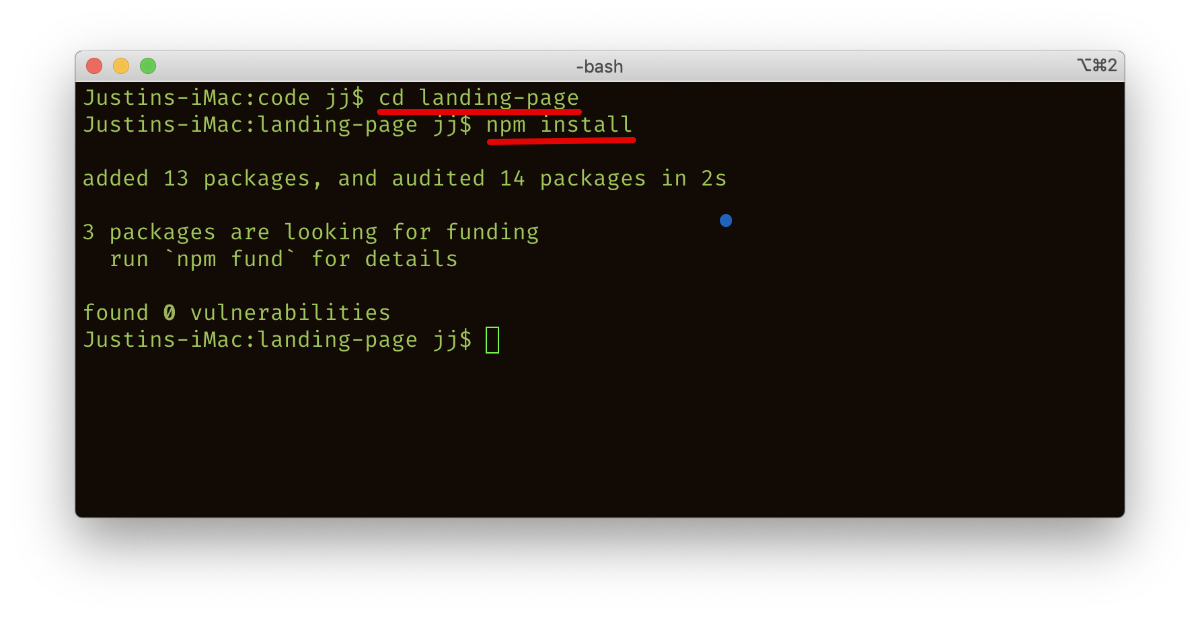 -bash ⌥⌘2
Justins-iMac:code jj$ cd landing-page
Justins-iMac:landing-page jj$ npm install
added 13 packages, and audited 14 packages in 2s
3 packages are looking for funding
run `npm fund` for details
found 0 vulnerabilities
Justins-iMac:landing-page jj$